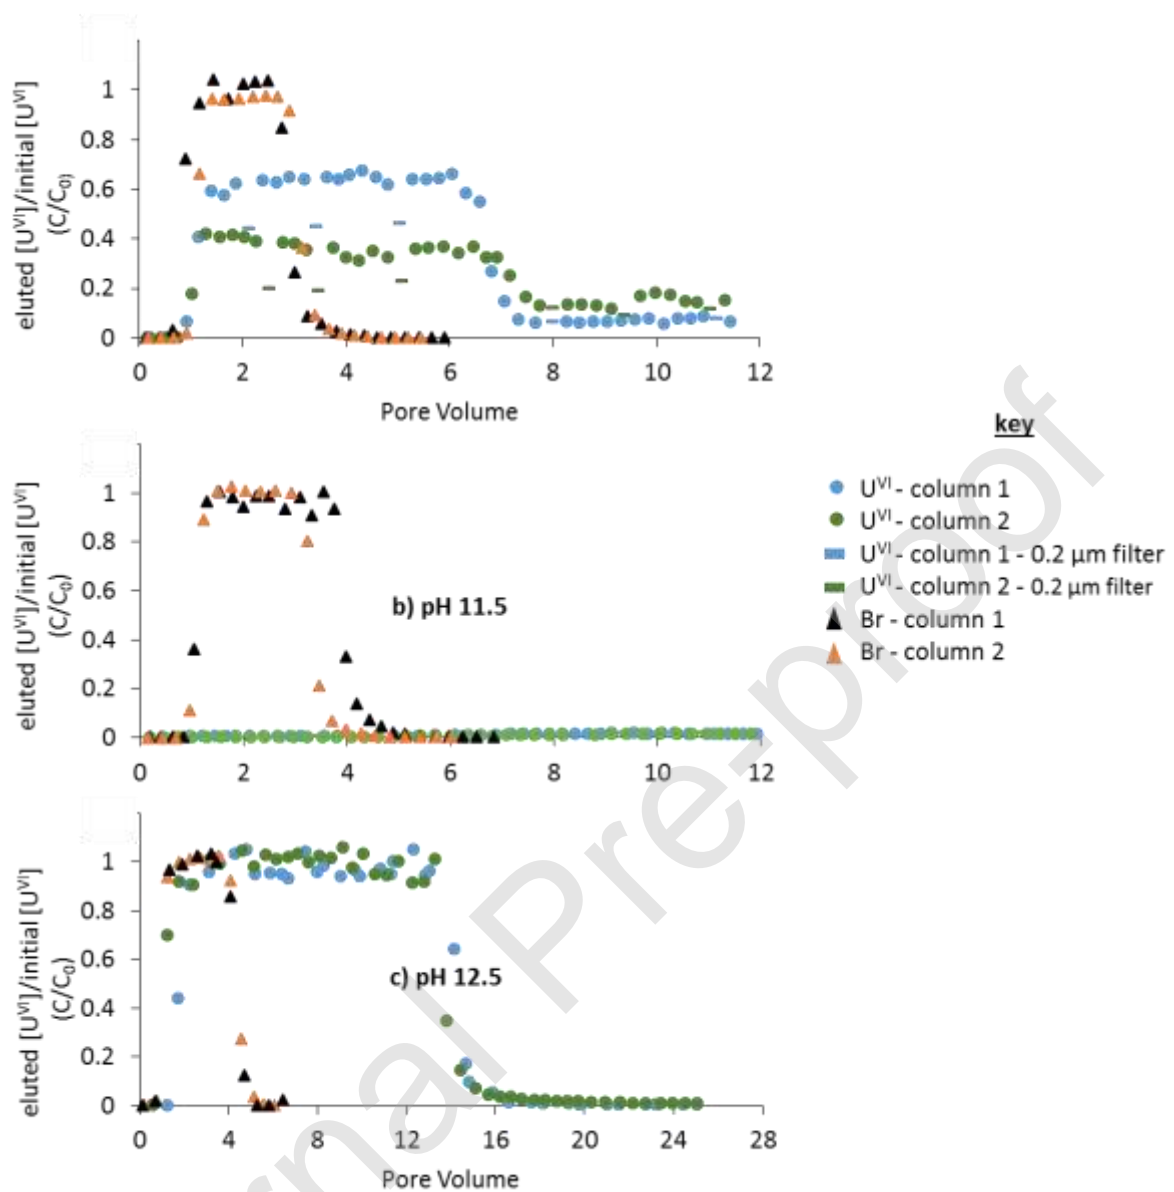 eluted [U^VI]/initial [U^VI]
(C/C₀)
1
0.8
0.6
0.4
0.2
0
0 2 4 6 8 10 12
Pore Volume
eluted [U^VI]/initial [U^VI]
(C/C₀)
1
0.8
0.6
0.4
0.2
0
b) pH 11.5
0 2 4 6 8 10 12
key
U^VI - column 1
U^VI - column 2
U^VI - column 1 - 0.2 µm filter
U^VI - column 2 - 0.2 µm filter
Br - column 1
Br - column 2
eluted [U^VI]/initial [U^VI]
(C/C₀)
1
0.8
0.6
0.4
0.2
0
c) pH 12.5
0 4 8 12 16 20 24 28
Pore Volume
rnal Pre-proof